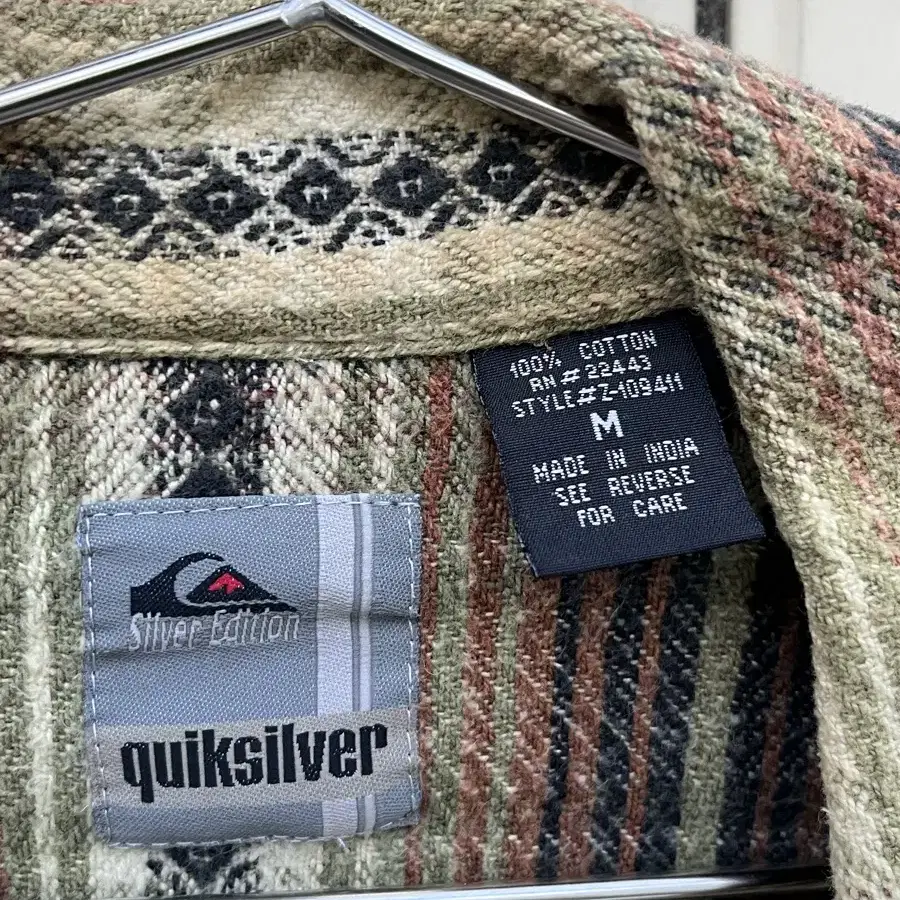 100% COTTON
RN#22443
STYLE#Z-109411
M
MADE IN INDIA
SEE REVERSE
FOR CARE
Silver Edition
quiksilver